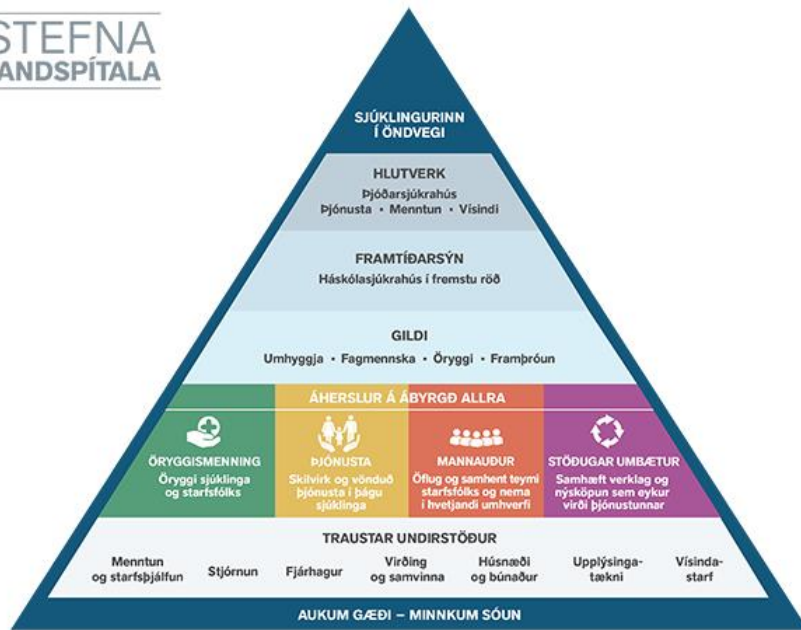 STEFNA
ANDSPÍTALA
SJÚKLINGURINN
Í ÖNDVEGI
HLUTVERK
Þjóðarsjúkrahús
Þjónusta • Menntun • Vísindi
FRAMTÍÐARSÝN
Háskólasjúkrahús í fremstu röð
GILDI
Umhyggja • Fagmennska • Öryggi • Framþróun
ÁHERSLUR Á ÁBYRGÐ ALLRA
ÖRYGGISMENNING
Öryggi sjúklinga
og starfsfólks
ÞJÓNUSTA
Skilvirk og vönduð
þjónusta í þágu
sjúklinga
MANNAUÐUR
Öflug og samhent teymi
starfsfólks og nema
í hvetjandi umhverfi
STÖÐUGAR UMBÆTUR
Samhæft verklag og
nýsköpun sem eykur
virði þjónustunnar
TRAUSTAR UNDIRSTÖÐUR
Menntun
og starfsþjálfun
Stjórnun
Fjárhagur
Virðing
og samvinna
Húsnæði
og búnaður
Upplýsinga-
tækni
Vísinda-
starf
AUKUM GÆÐI – MINNKUM SÓUN